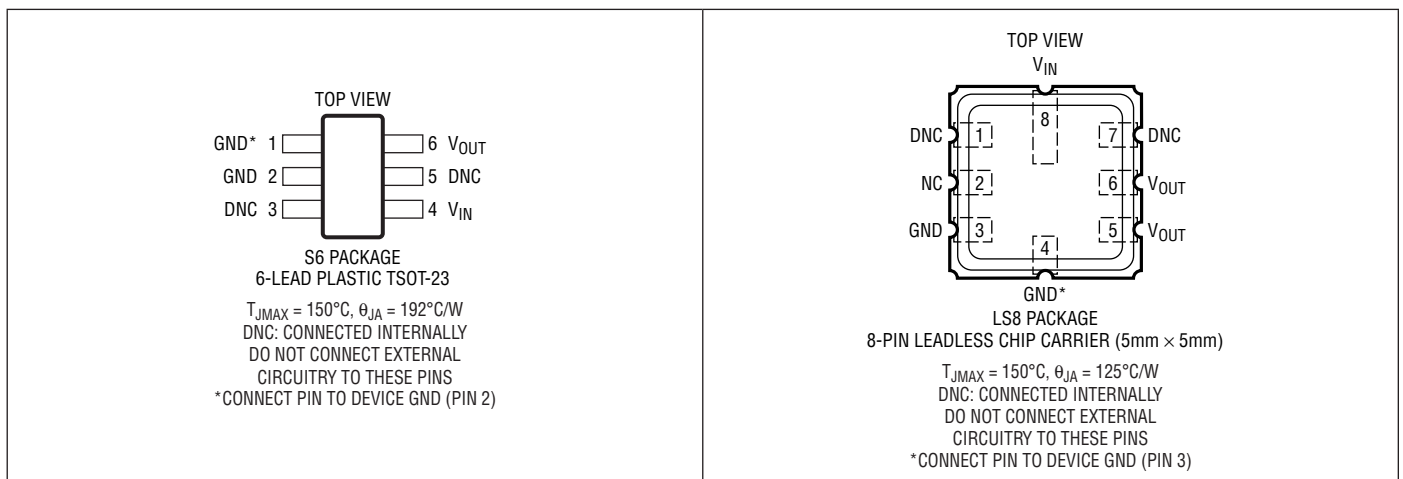 TOP VIEW
GND* 1
6 VOUT
GND 2
5 DNC
DNC 3
4 VIN
S6 PACKAGE
6-LEAD PLASTIC TSOT-23
TJMAX = 150°C, θJA = 192°C/W
DNC: CONNECTED INTERNALLY
DO NOT CONNECT EXTERNAL
CIRCUITRY TO THESE PINS
*CONNECT PIN TO DEVICE GND (PIN 2)
TOP VIEW
VIN
8
DNC 1
7 DNC
NC 2
6 VOUT
GND 3
5 VOUT
4
GND*
LS8 PACKAGE
8-PIN LEADLESS CHIP CARRIER (5mm × 5mm)
TJMAX = 150°C, θJA = 125°C/W
DNC: CONNECTED INTERNALLY
DO NOT CONNECT EXTERNAL
CIRCUITRY TO THESE PINS
*CONNECT PIN TO DEVICE GND (PIN 3)